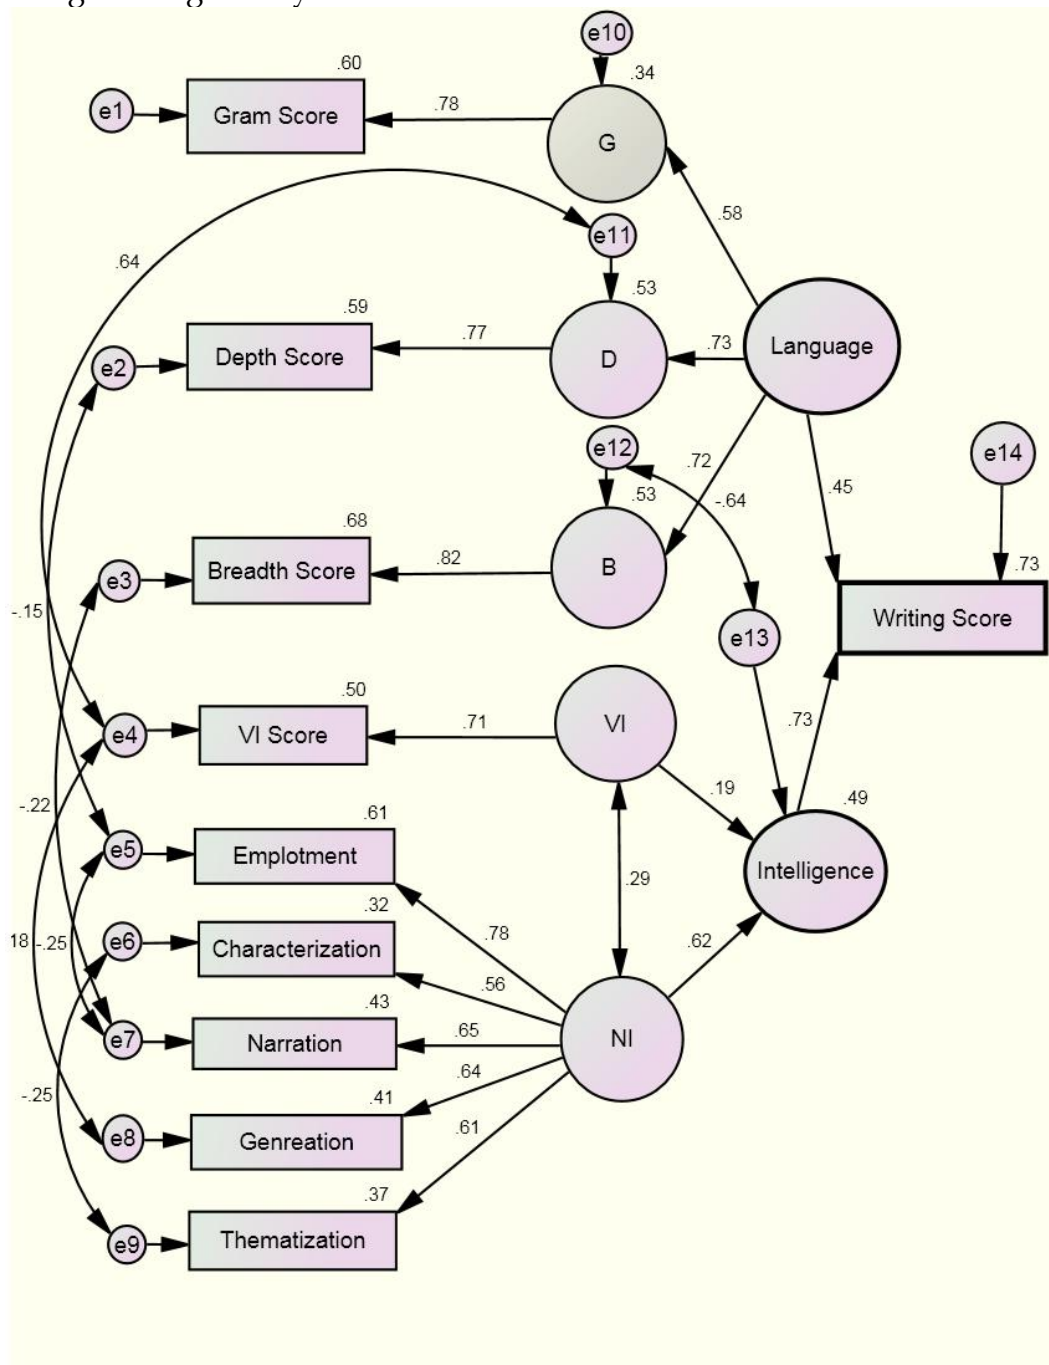 e10
.60
.34
e1
Gram Score
.78
G
.58
e11
.64
.53
.59
Language
e2
Depth Score
.77
D
.73
e12
.72
e14
.53
-.64
.45
.68
.73
e3
Breadth Score
.82
B
-.15
Writing Score
e13
.50
VI
e4
VI Score
.71
.73
.19
-.22
.49
.61
e5
Emplotment
Intelligence
.29
.32
.78
18
-.25
e6
Characterization
.62
.56
.43
e7
Narration
.65
NI
.64
-.25
.41
.61
e8
Genreation
.37
e9
Thematization